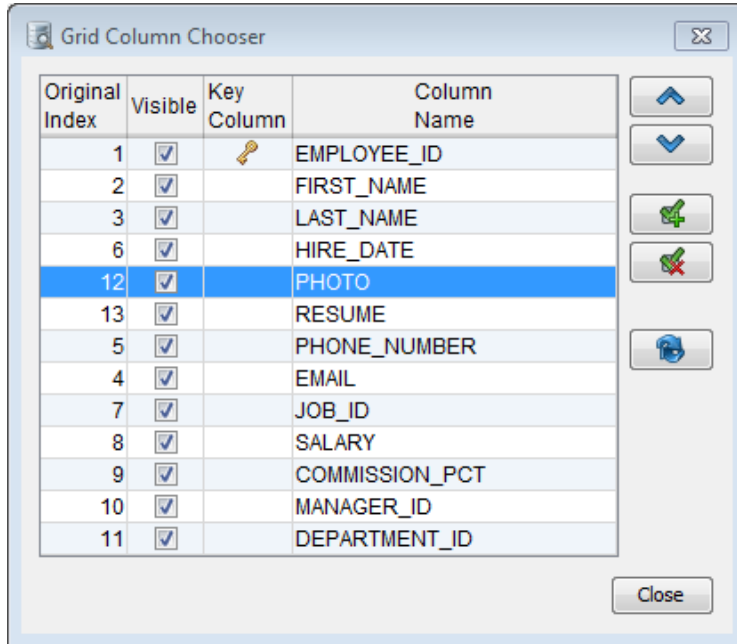 Grid Column Chooser
Original Index Visible Key Column Column Name
1 EMPLOYEE_ID
2 FIRST_NAME
3 LAST_NAME
6 HIRE_DATE
12 PHOTO
13 RESUME
5 PHONE_NUMBER
4 EMAIL
7 JOB_ID
8 SALARY
9 COMMISSION_PCT
10 MANAGER_ID
11 DEPARTMENT_ID
Close